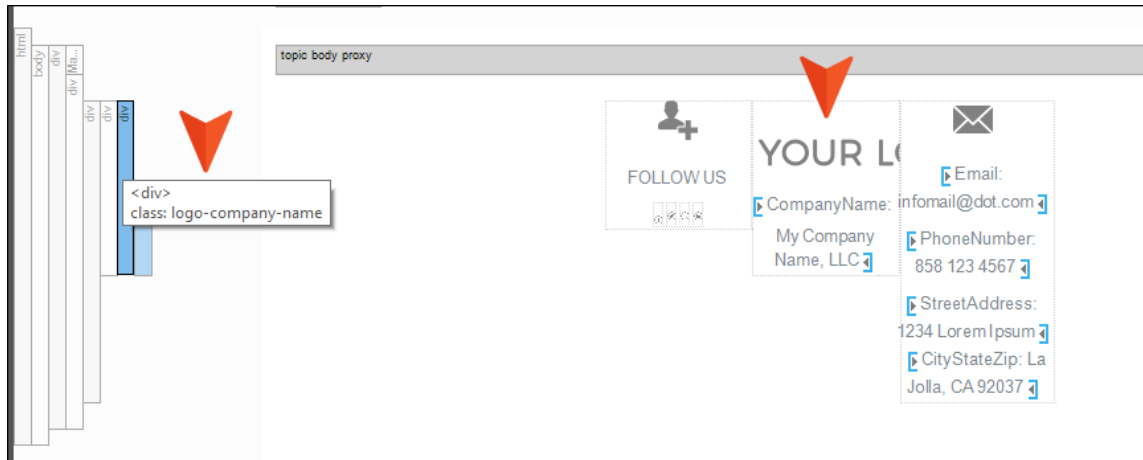 html
body
div
Ma...
div
div
div
div
<div>
class: logo-company-name
topic body proxy
FOLLOW US
YOUR L
CompanyName:
My Company
Name, LLC
Email:
infomail@dot.com
PhoneNumber:
858 123 4567
StreetAddress:
1234 Lorem Ipsum
CityStateZip: La
Jolla, CA 92037